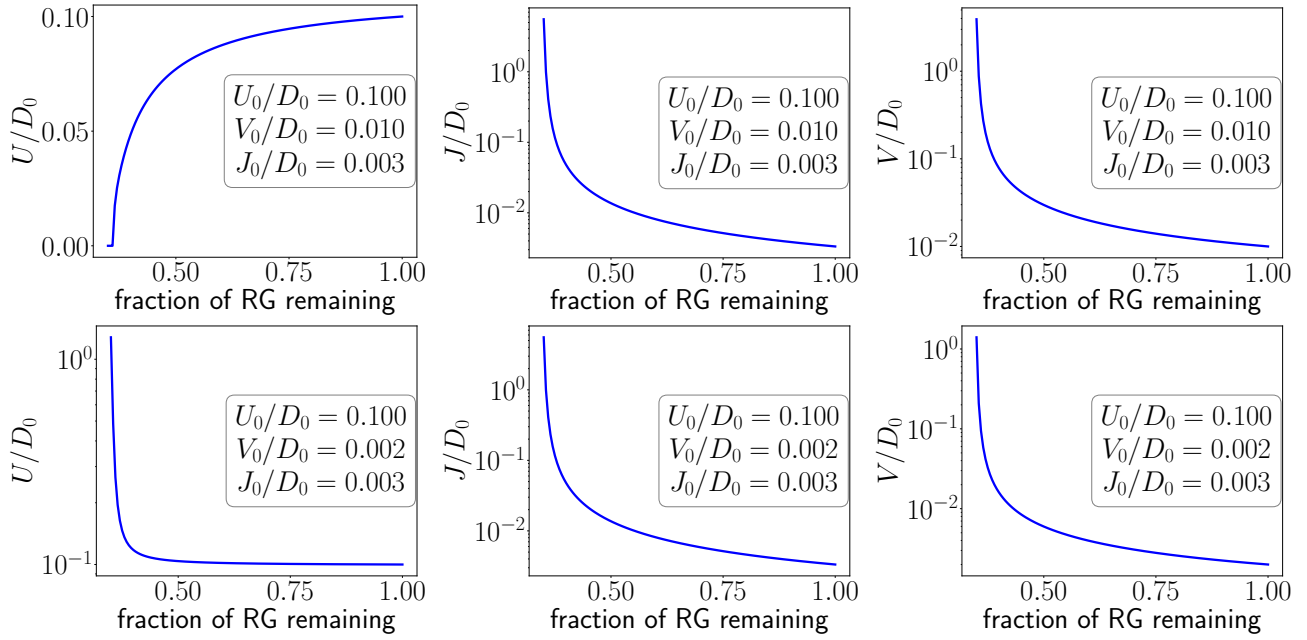 U/D₀
0.10
0.05
0.00
U₀/D₀ = 0.100
V₀/D₀ = 0.010
J₀/D₀ = 0.003
0.50 0.75 1.00
fraction of RG remaining
J/D₀
10⁰
10⁻¹
10⁻²
U₀/D₀ = 0.100
V₀/D₀ = 0.010
J₀/D₀ = 0.003
0.50 0.75 1.00
fraction of RG remaining
V/D₀
10⁰
10⁻¹
10⁻²
U₀/D₀ = 0.100
V₀/D₀ = 0.010
J₀/D₀ = 0.003
0.50 0.75 1.00
fraction of RG remaining
U/D₀
10⁰
10⁻¹
U₀/D₀ = 0.100
V₀/D₀ = 0.002
J₀/D₀ = 0.003
0.50 0.75 1.00
fraction of RG remaining
J/D₀
10⁰
10⁻¹
10⁻²
U₀/D₀ = 0.100
V₀/D₀ = 0.002
J₀/D₀ = 0.003
0.50 0.75 1.00
fraction of RG remaining
V/D₀
10⁰
10⁻¹
10⁻²
U₀/D₀ = 0.100
V₀/D₀ = 0.002
J₀/D₀ = 0.003
0.50 0.75 1.00
fraction of RG remaining